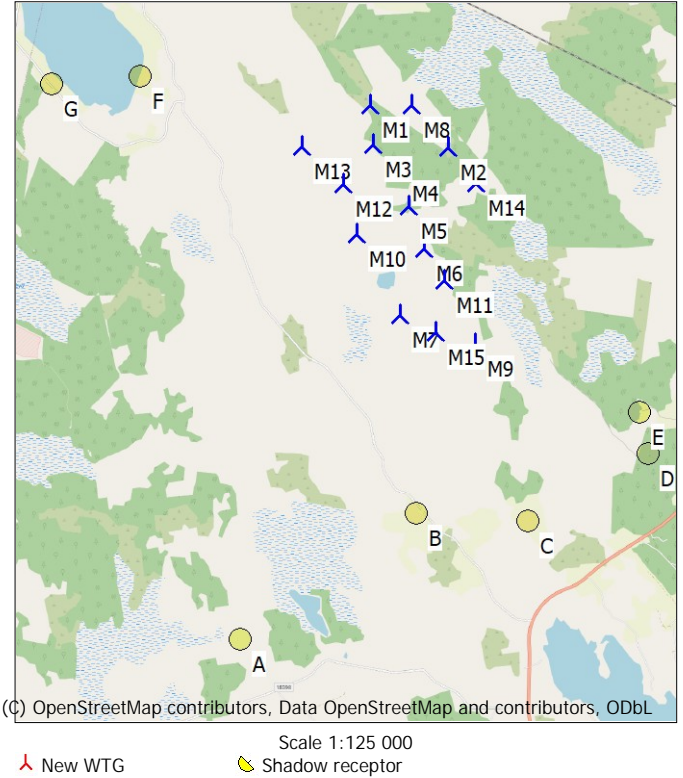 G
F
M1
M8
M13
M3
M2
M12
M4
M14
M5
M10
M6
M11
M7
M15
M9
E
D
B
C
A
(C) OpenStreetMap contributors, Data OpenStreetMap and contributors, ODbL
Scale 1:125 000
New WTG
Shadow receptor